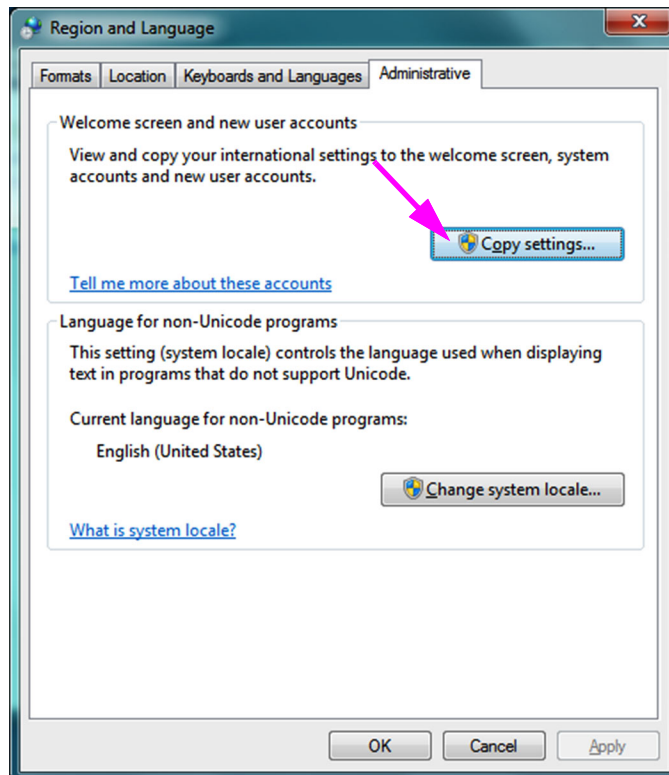 Region and Language
Formats Location Keyboards and Languages Administrative
Welcome screen and new user accounts
View and copy your international settings to the welcome screen, system
accounts and new user accounts.
Copy settings...
Tell me more about these accounts
Language for non-Unicode programs
This setting (system locale) controls the language used when displaying
text in programs that do not support Unicode.
Current language for non-Unicode programs:
English (United States)
Change system locale...
What is system locale?
OK Cancel Apply